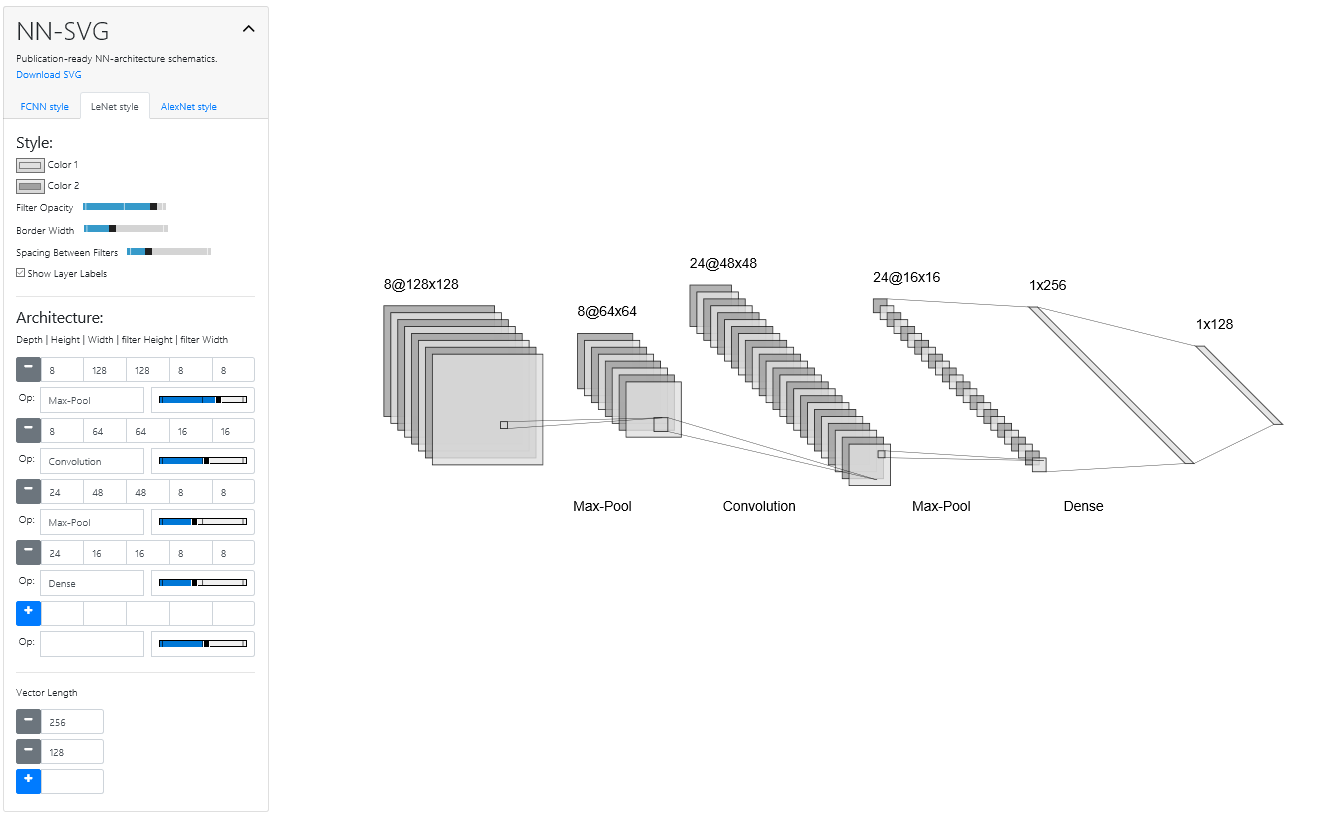 NN-SVG
Publication-ready NN-architecture schematics.
Download SVG
FCNN style LeNet style AlexNet style
Style:
Color 1
Color 2
Filter Opacity
Border Width
Spacing Between Filters
Show Layer Labels
Architecture:
Depth | Height | Width | filter Height | filter Width
8 128 128 8 8
Op: Max-Pool
8 64 64 16 16
Op: Convolution
24 48 48 8 8
Op: Max-Pool
24 16 16 8 8
Op: Dense
Op:
Vector Length
256
128
8@128x128
8@64x64
24@48x48
24@16x16
1x256
1x128
Max-Pool Convolution Max-Pool Dense